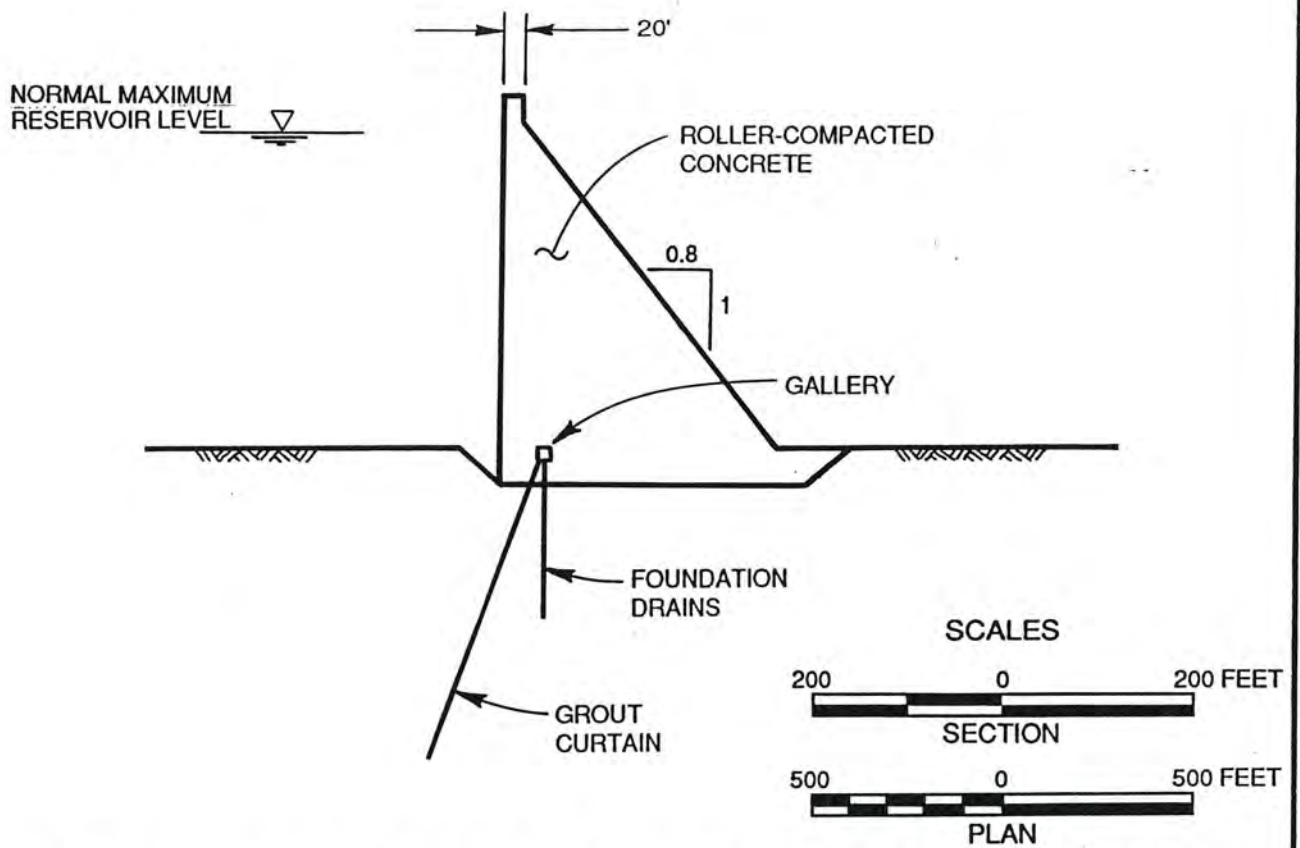 20'
NORMAL MAXIMUM
RESERVOIR LEVEL
ROLLER-COMPACTED
CONCRETE
0.8
1
GALLERY
FOUNDATION
DRAINS
GROUT
CURTAIN
SCALES
200 0 200 FEET
SECTION
500 0 500 FEET
PLAN